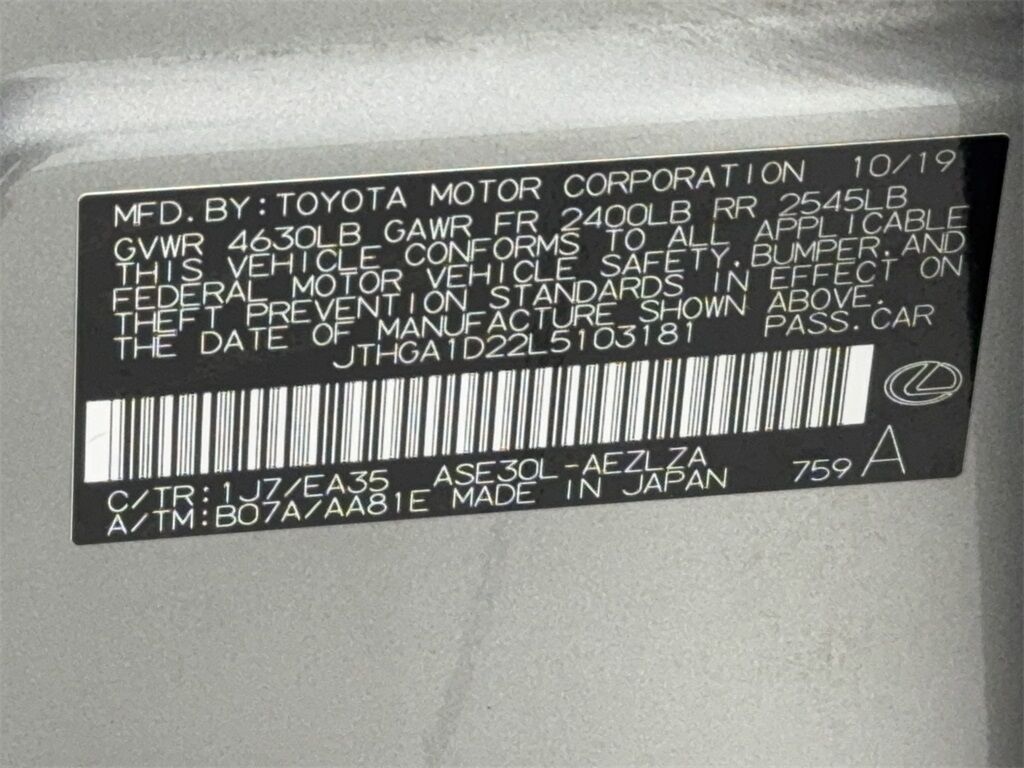 MFD. BY: TOYOTA MOTOR CORPORATION 10/19
GVWR 4630LB GAWR FR 2400LB RR 2545LB
THIS VEHICLE CONFORMS TO ALL APPLICABLE
FEDERAL MOTOR VEHICLE SAFETY, BUMPER, AND
THEFT PREVENTION STANDARDS IN EFFECT ON
THE DATE OF MANUFACTURE SHOWN ABOVE.
JTHGA1D22L5103181 PASS. CAR
C/TR: 1J7/EA35 ASE30L-AEZLZA 759 A
A/TM: B07A/AA81E MADE IN JAPAN